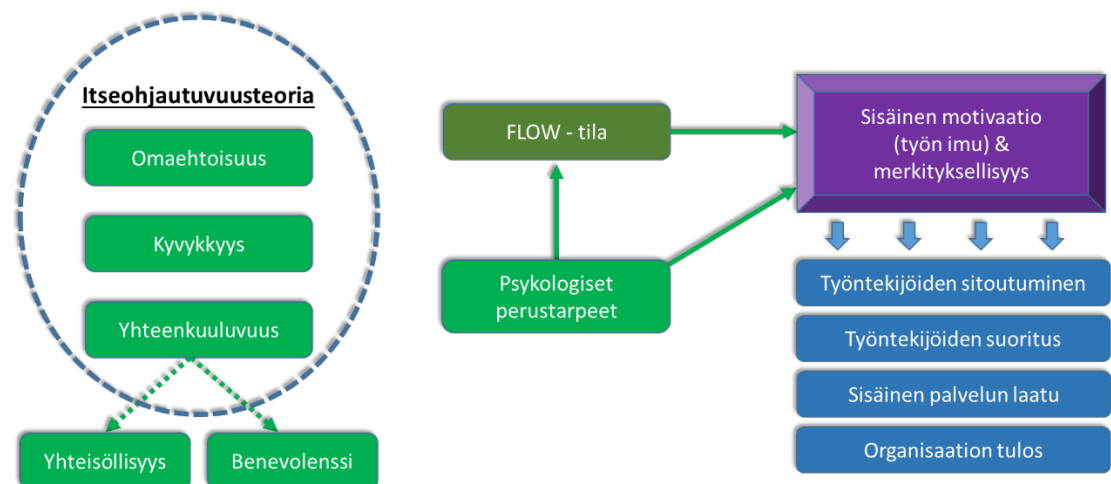 Itseohjautuvuusteoria
Omaehtoisuus
Kyvykkyys
Yhteenkuuluvuus
Yhteisöllisyys
Benevolenssi
FLOW - tila
Psykologiset
perustarpeet
Sisäinen motivaatio
(työn imu) &
merkityksellisyys
Työntekijöiden sitoutuminen
Työntekijöiden suoritus
Sisäinen palvelun laatu
Organisaation tulos